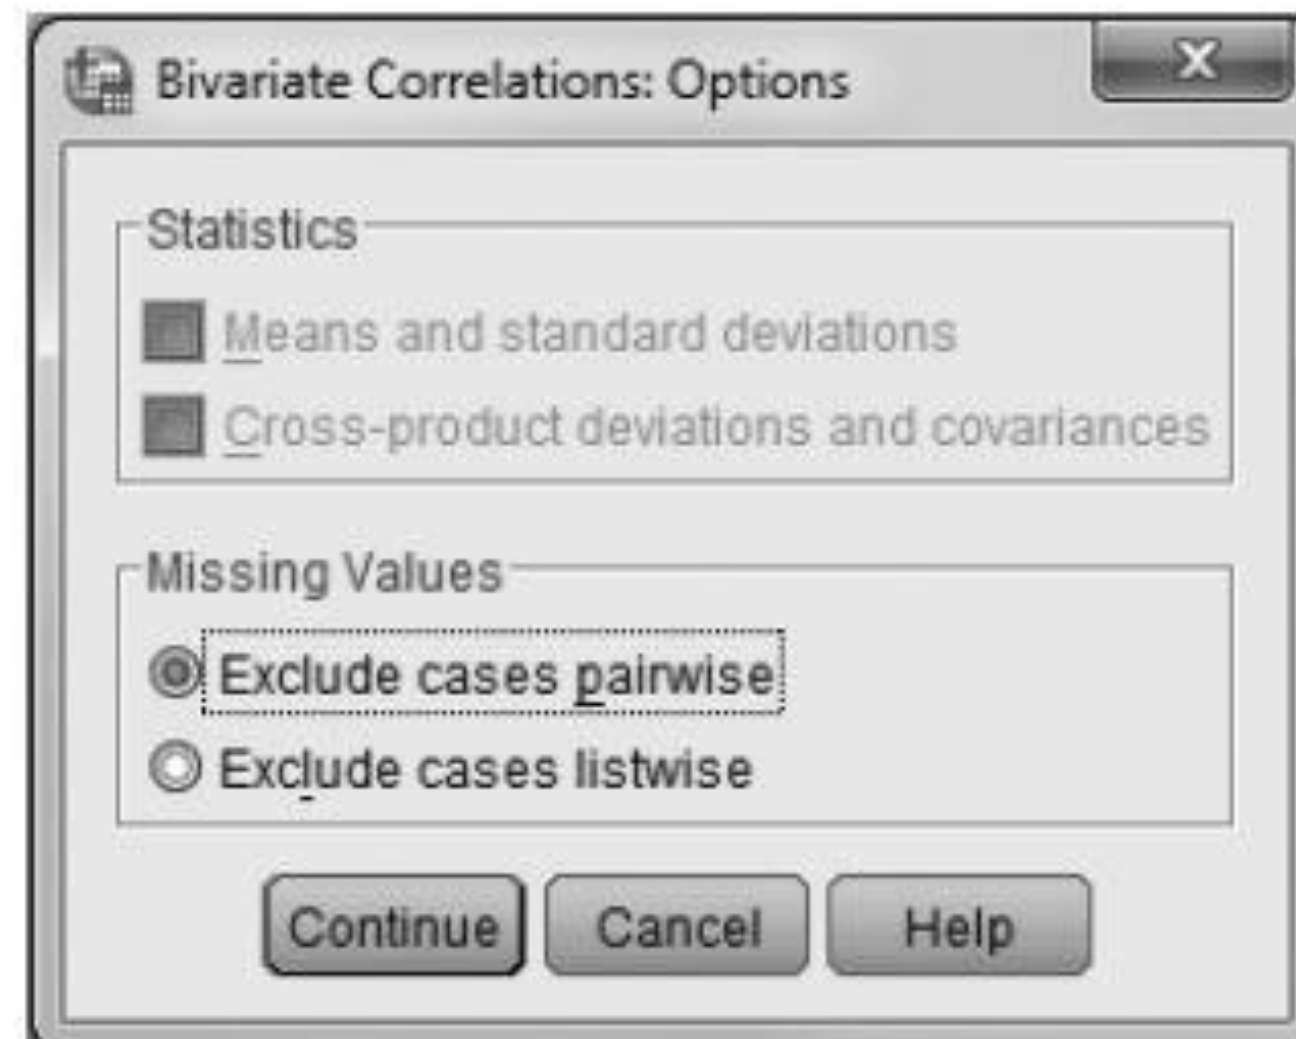 Bivariate Correlations: Options
Statistics
Means and standard deviations
Cross-product deviations and covariances
Missing Values
Exclude cases pairwise
Exclude cases listwise
Continue Cancel Help